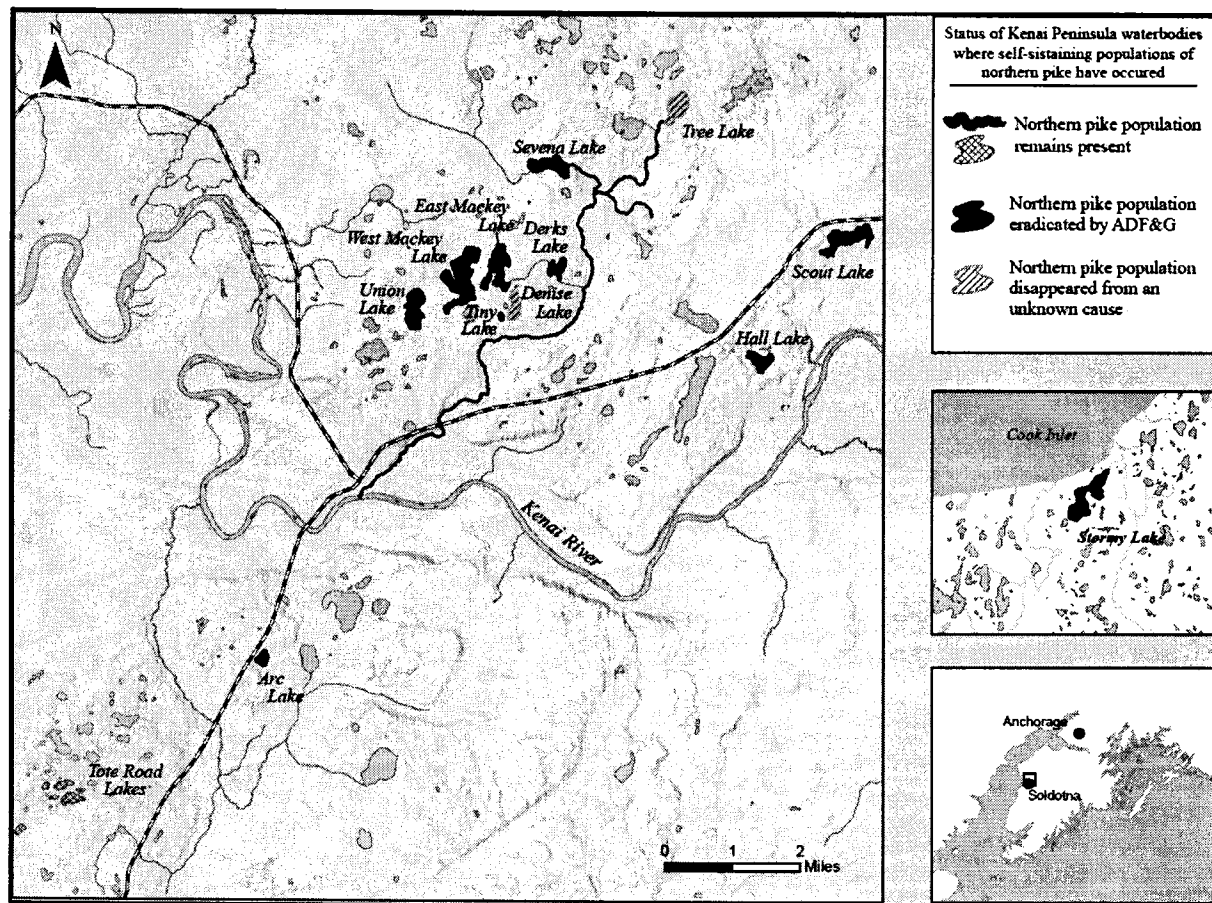 N
Tree Lake
Sevena Lake
East Mackey
Lake
Derks
Lake
West Mackey
Lake
Scout Lake
Union
Lake
Denise
Lake
Tiny
Lake
Hall Lake
Kenai River
Arc
Lake
Tote Road
Lakes
0 1 2
Miles
Status of Kenai Peninsula waterbodies
where self-sistaining populations of
northern pike have occured
Northern pike population
remains present
Northern pike population
eradicated by ADF&G
Northern pike population
disappeared from an
unknown cause
Cook Inlet
Stormy Lake
Anchorage
Soldotna